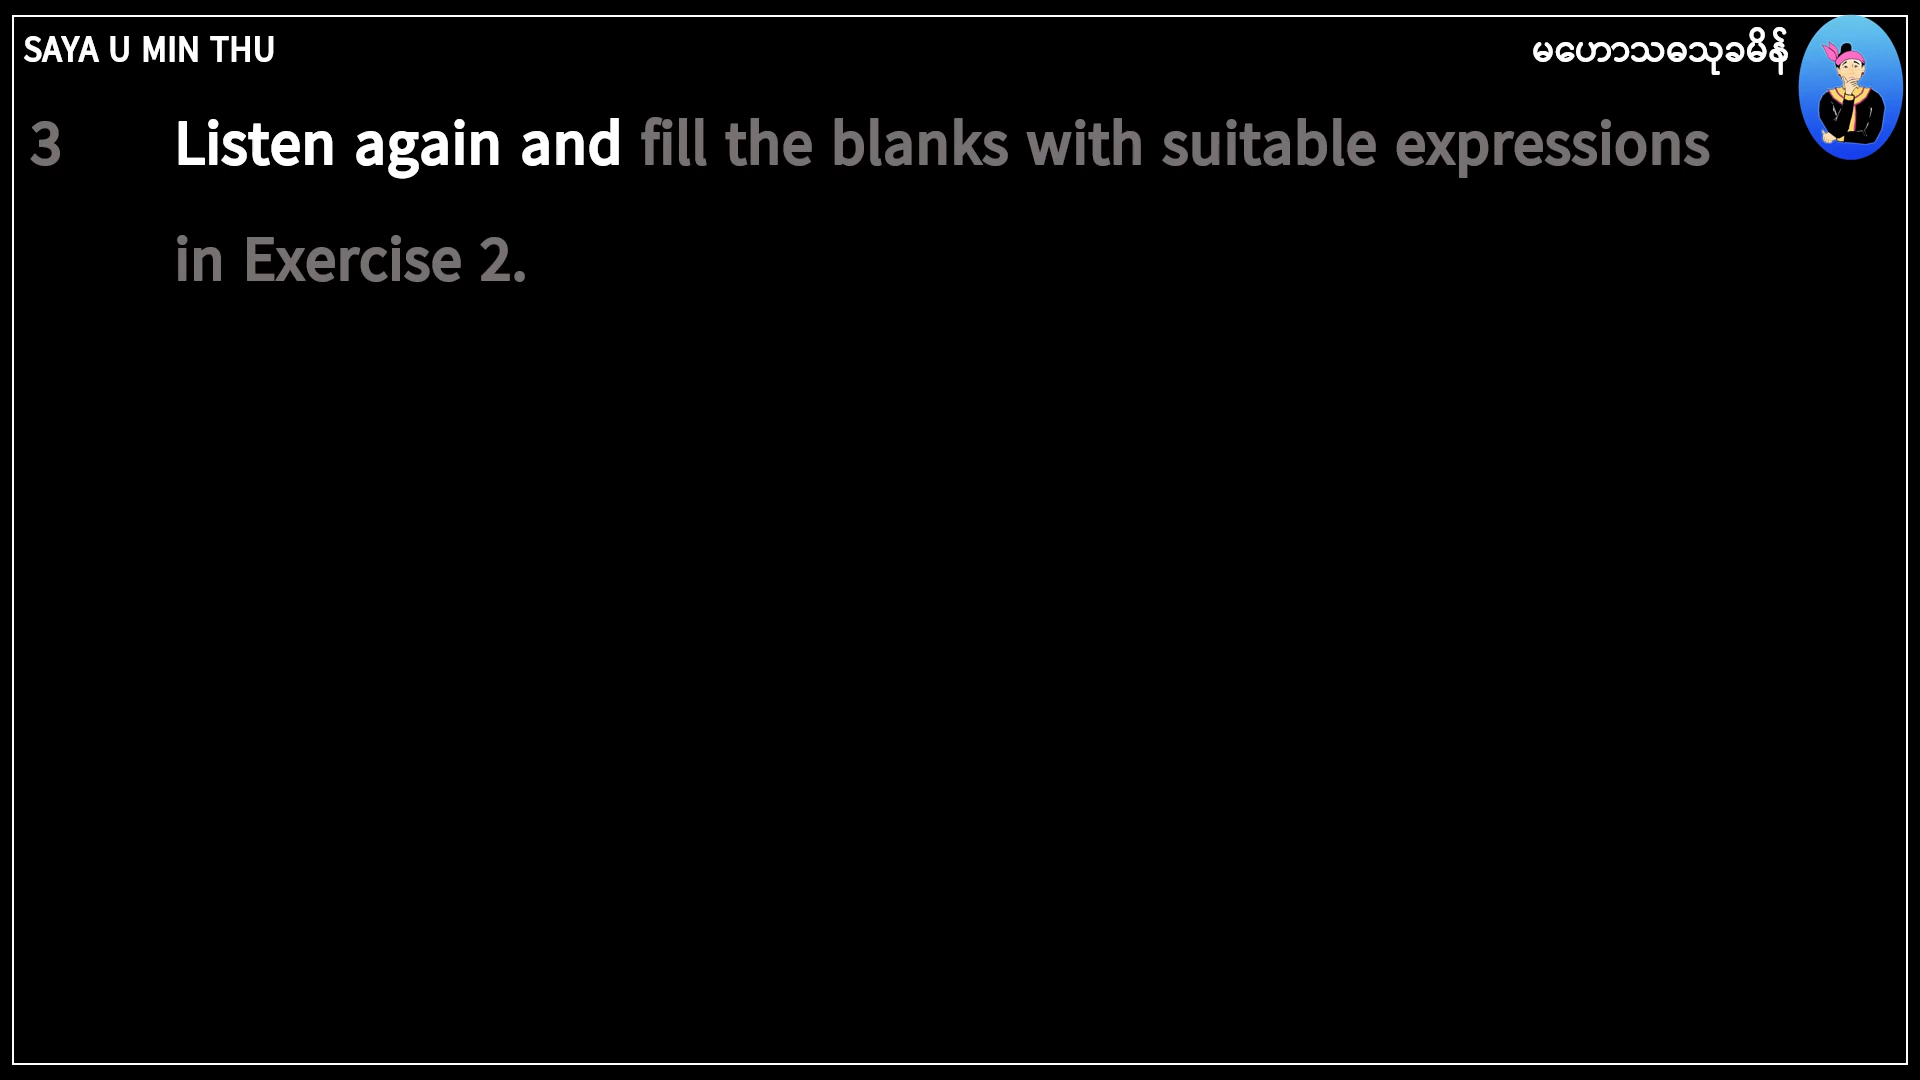 SAYA U MIN THU
မဟောသဓသုခမိန်
3 Listen again and fill the blanks with suitable expressions
in Exercise 2.